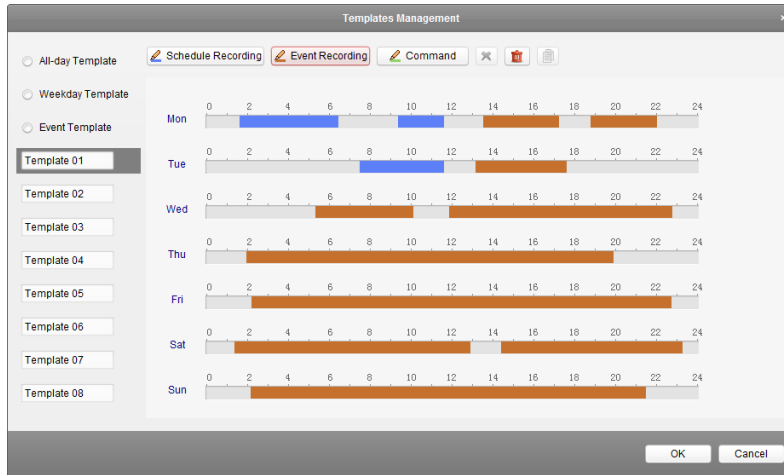 Templates Management
All-day Template
Weekday Template
Event Template
Template 01
Template 02
Template 03
Template 04
Template 05
Template 06
Template 07
Template 08
Schedule Recording Event Recording Command
0 2 4 6 8 10 12 14 16 18 20 22 24
Mon
0 2 4 6 8 10 12 14 16 18 20 22 24
Tue
0 2 4 6 8 10 12 14 16 18 20 22 24
Wed
0 2 4 6 8 10 12 14 16 18 20 22 24
Thu
0 2 4 6 8 10 12 14 16 18 20 22 24
Fri
0 2 4 6 8 10 12 14 16 18 20 22 24
Sat
0 2 4 6 8 10 12 14 16 18 20 22 24
Sun
OK Cancel